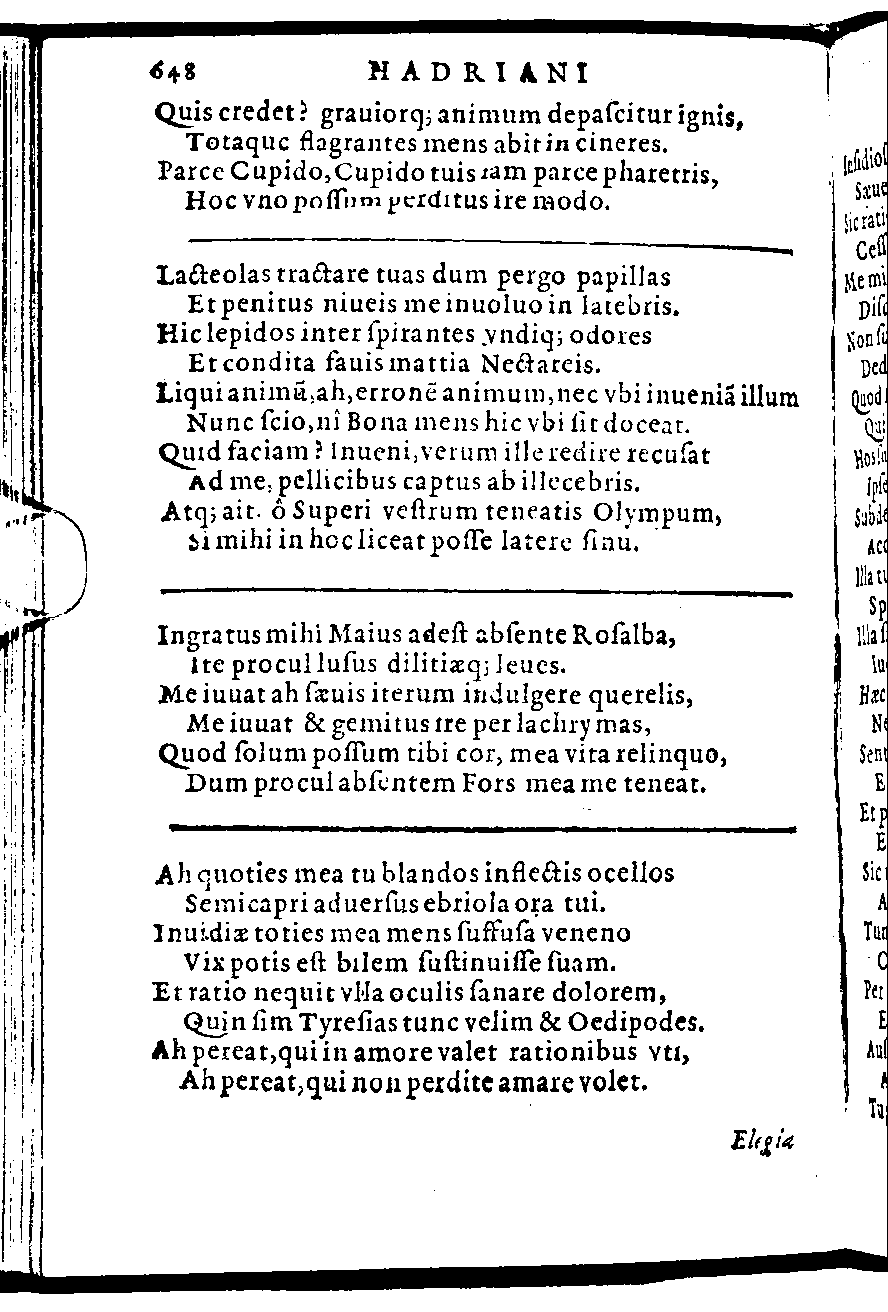 648 HADRIANI
Quis credet? grauiorq; animum depaſcitur ignis,
Totaque flagrantes mens abit in cineres.
Parce Cupido, Cupido tuis iam parce pharetris,
Hoc vno poſſum perditus ire modo.
Lacteolas tractare tuas dum pergo papillas
Et penitus niueis me inuoluo in latebris.
Hic lepidos inter ſpirantes vndiq; odores
Et condita fauis mattia Nectareis.
Liqui animū, ah, erronē animum, nec vbi inueniā illum
Nunc ſcio, nî Bona mens hic vbi ſit doceat.
Quid faciam? Inueni, verum ille redire recuſat
Ad me, pellicibus captus ab illecebris.
Atq; ait. ô Superi veſtrum teneatis Olympum,
Si mihi in hoc liceat poſſe latere ſinu.
Ingratus mihi Maius adeſt abſente Roſalba,
Ite procul luſus dilitiæq; leues.
Me iuuat ah ſæuis iterum indulgere querelis,
Me iuuat & gemitus ire per lachrymas,
Quod ſolum poſſum tibi cor, mea vita relinquo,
Dum procul abſentem Fors mea me teneat.
Ah quoties mea tu blandos inflectis ocellos
Semicapri aduerſus ebriola ora tui.
Inuidiæ toties mea mens ſuffuſa veneno
Vix potis eſt bilem ſuſtinuiſſe ſuam.
Et ratio nequit vlla oculis ſanare dolorem,
Quin ſim Tyreſias tunc velim & Oedipodes.
Ah pereat, qui in amore valet rationibus vti,
Ah pereat, qui non perdite amare volet.
Elegia